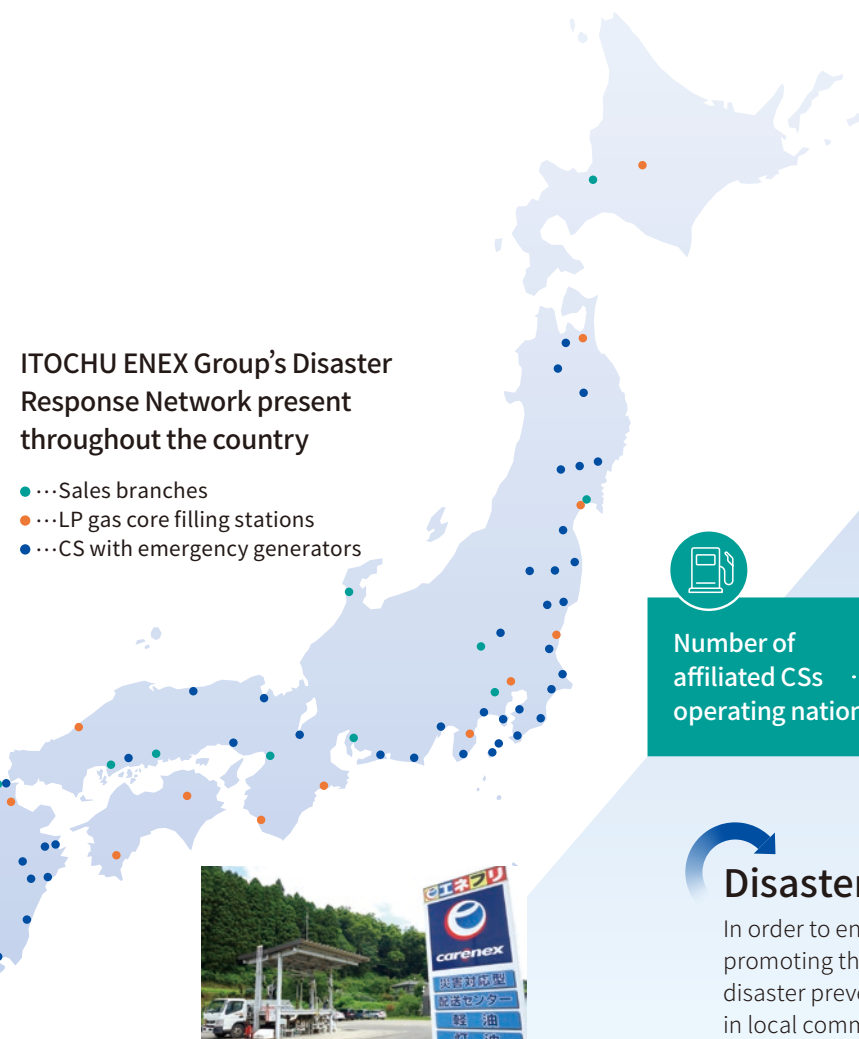 ITOCHU ENEX Group's Disaster
Response Network present
throughout the country
● …Sales branches
● …LP gas core filling stations
● …CS with emergency generators
Number of
affiliated CSs
operating nation
エネフリ
carenex
災害対応型
配送センター
軽 油
Disaster
In order to en
promoting th
disaster preve
in local comm